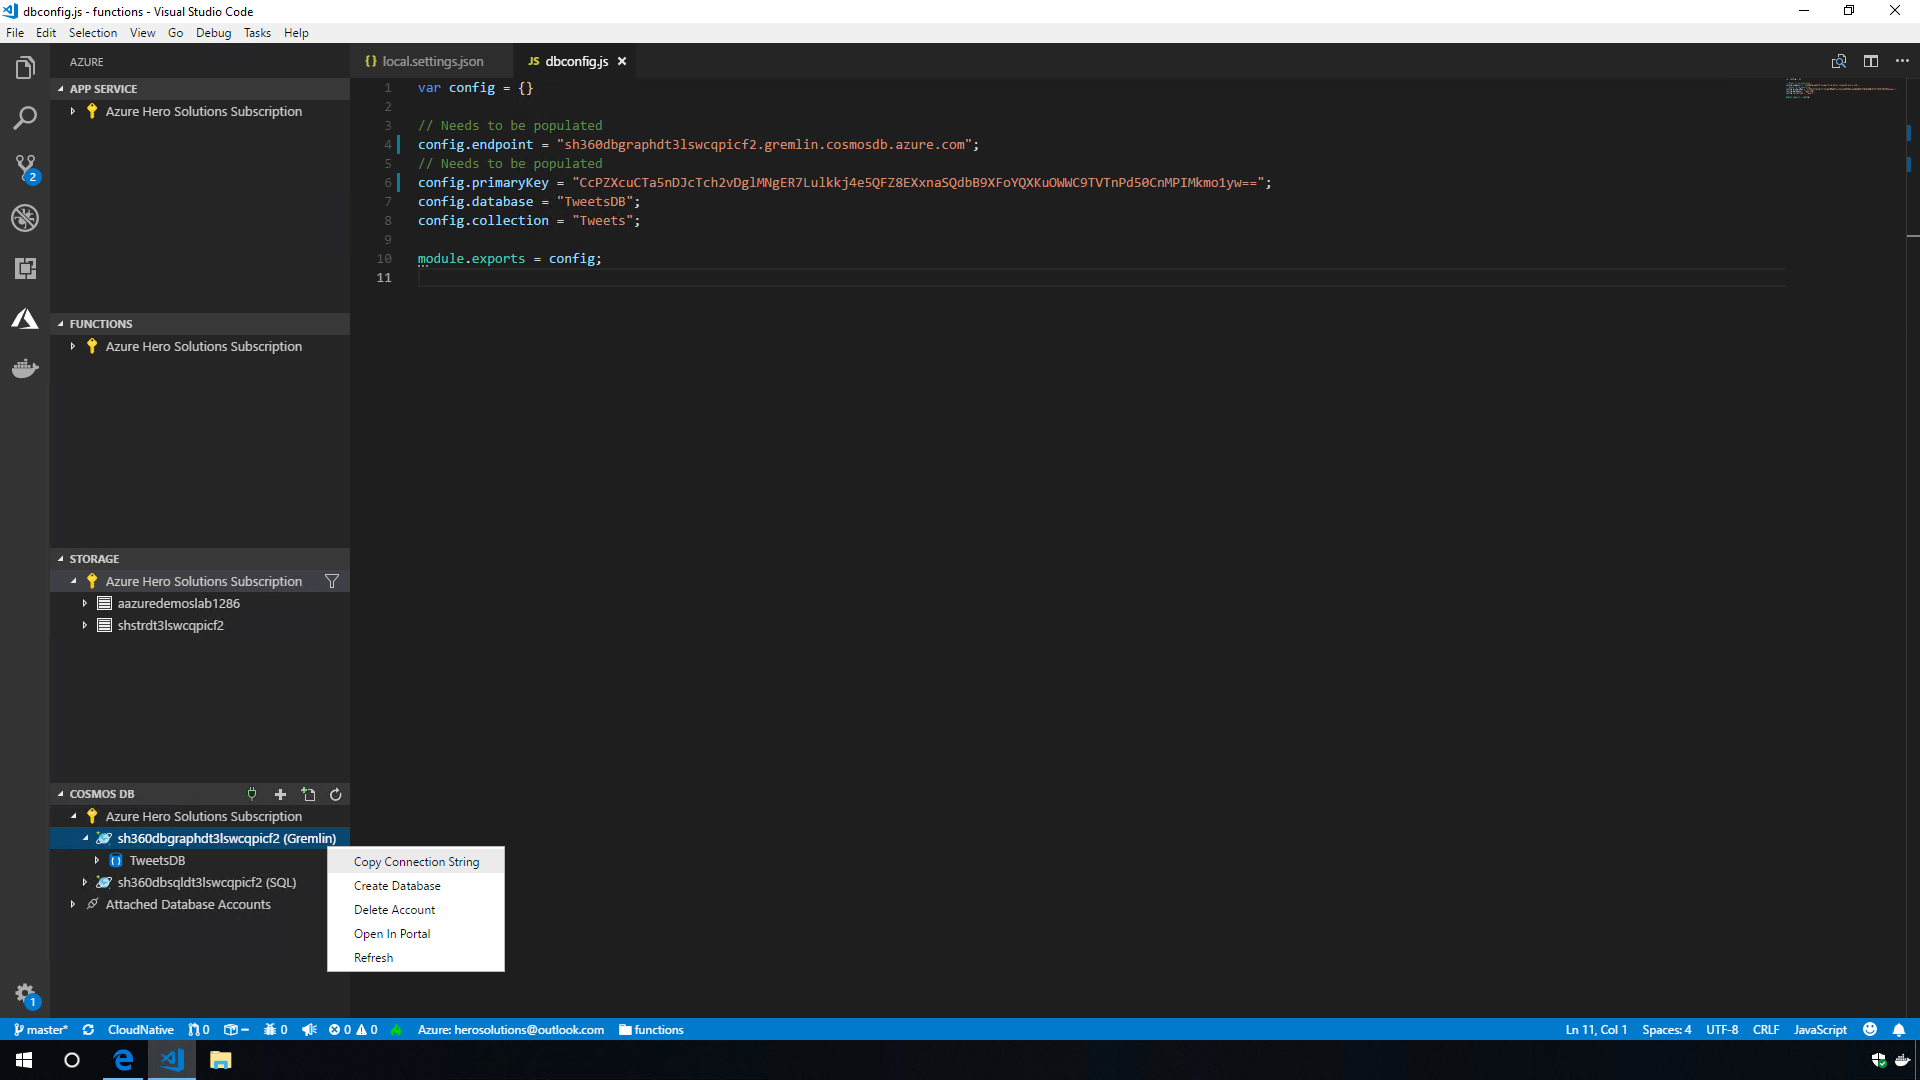 dbconfig.js - functions - Visual Studio Code
File Edit Selection View Go Debug Tasks Help
AZURE
{} local.settings.json
JS dbconfig.js
APP SERVICE
Azure Hero Solutions Subscription
1 var config = {}
2
3 // Needs to be populated
4 config.endpoint = "sh360dbgraphdt3lswcqpicf2.gremlin.cosmosdb.azure.com";
5 // Needs to be populated
6 config.primaryKey = "CcPZXcuCTa5nDJcTch2vDglMNgER7Lulkkj4e5QFZ8EXxnaSQdbB9XFoYQXKuOWWC9TVTnPd50CnMPIMkmo1yw==";
7 config.database = "TweetsDB";
8 config.collection = "Tweets";
9
10 module.exports = config;
11
2
FUNCTIONS
Azure Hero Solutions Subscription
STORAGE
Azure Hero Solutions Subscription
aazuredemoslab1286
shstrdt3lswcqpicf2
COSMOS DB
Azure Hero Solutions Subscription
sh360dbgraphdt3lswcqpicf2 (Gremlin)
TweetsDB
sh360dbsqldt3lswcqpicf2 (SQL)
Attached Database Accounts
Copy Connection String
Create Database
Delete Account
Open In Portal
Refresh
1
master* CloudNative 0 0 0 0 Azure: herosolutions@outlook.com functions Ln 11, Col 1 Spaces: 4 UTF-8 CRLF JavaScript